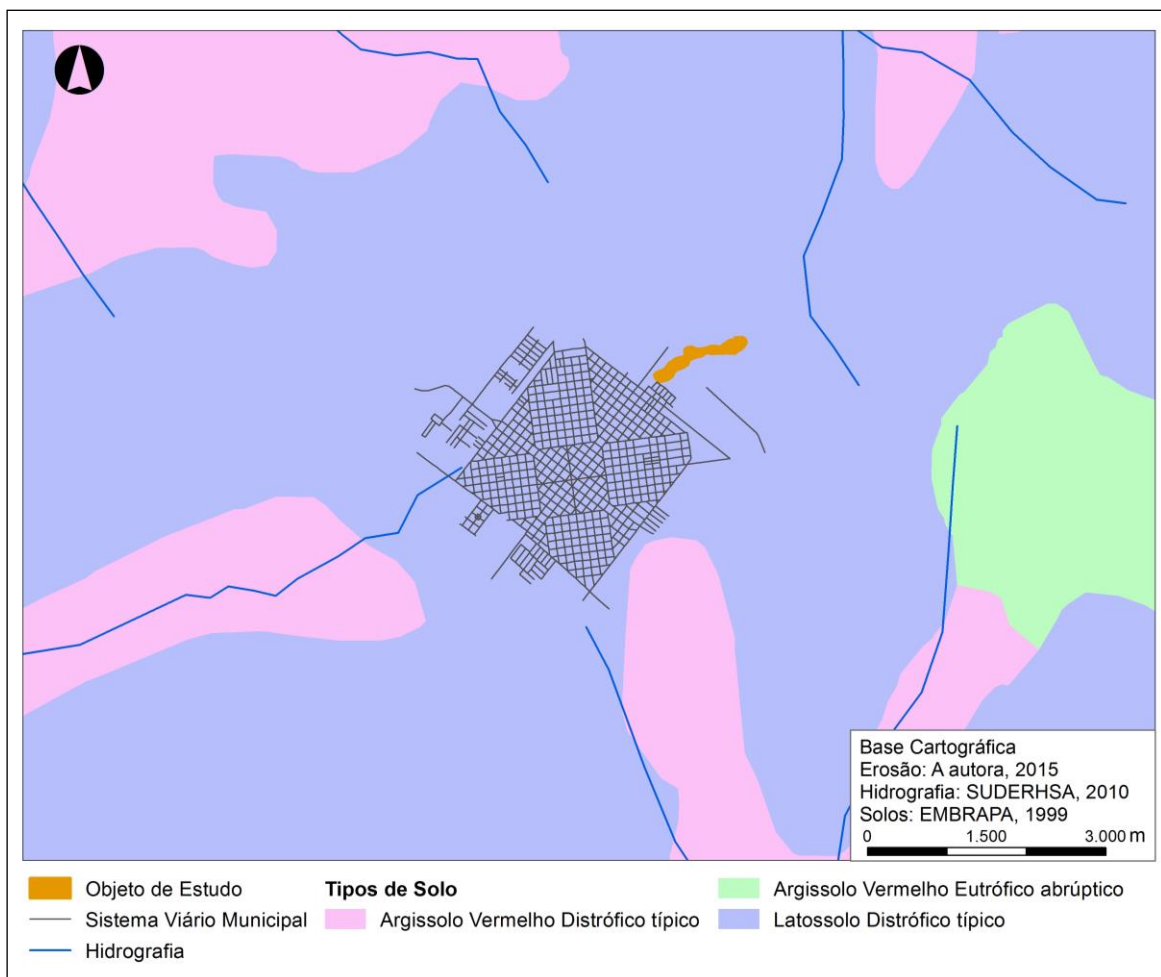 Base Cartográfica
Erosão: A autora, 2015
Hidrografia: SUDERHSA, 2010
Solos: EMBRAPA, 1999
0 1.500 3.000 m
Objeto de Estudo
Sistema Viário Municipal
Hidrografia
Tipos de Solo
Argissolo Vermelho Distrófico típico
Argissolo Vermelho Eutrófico abrúptico
Latossolo Distrófico típico